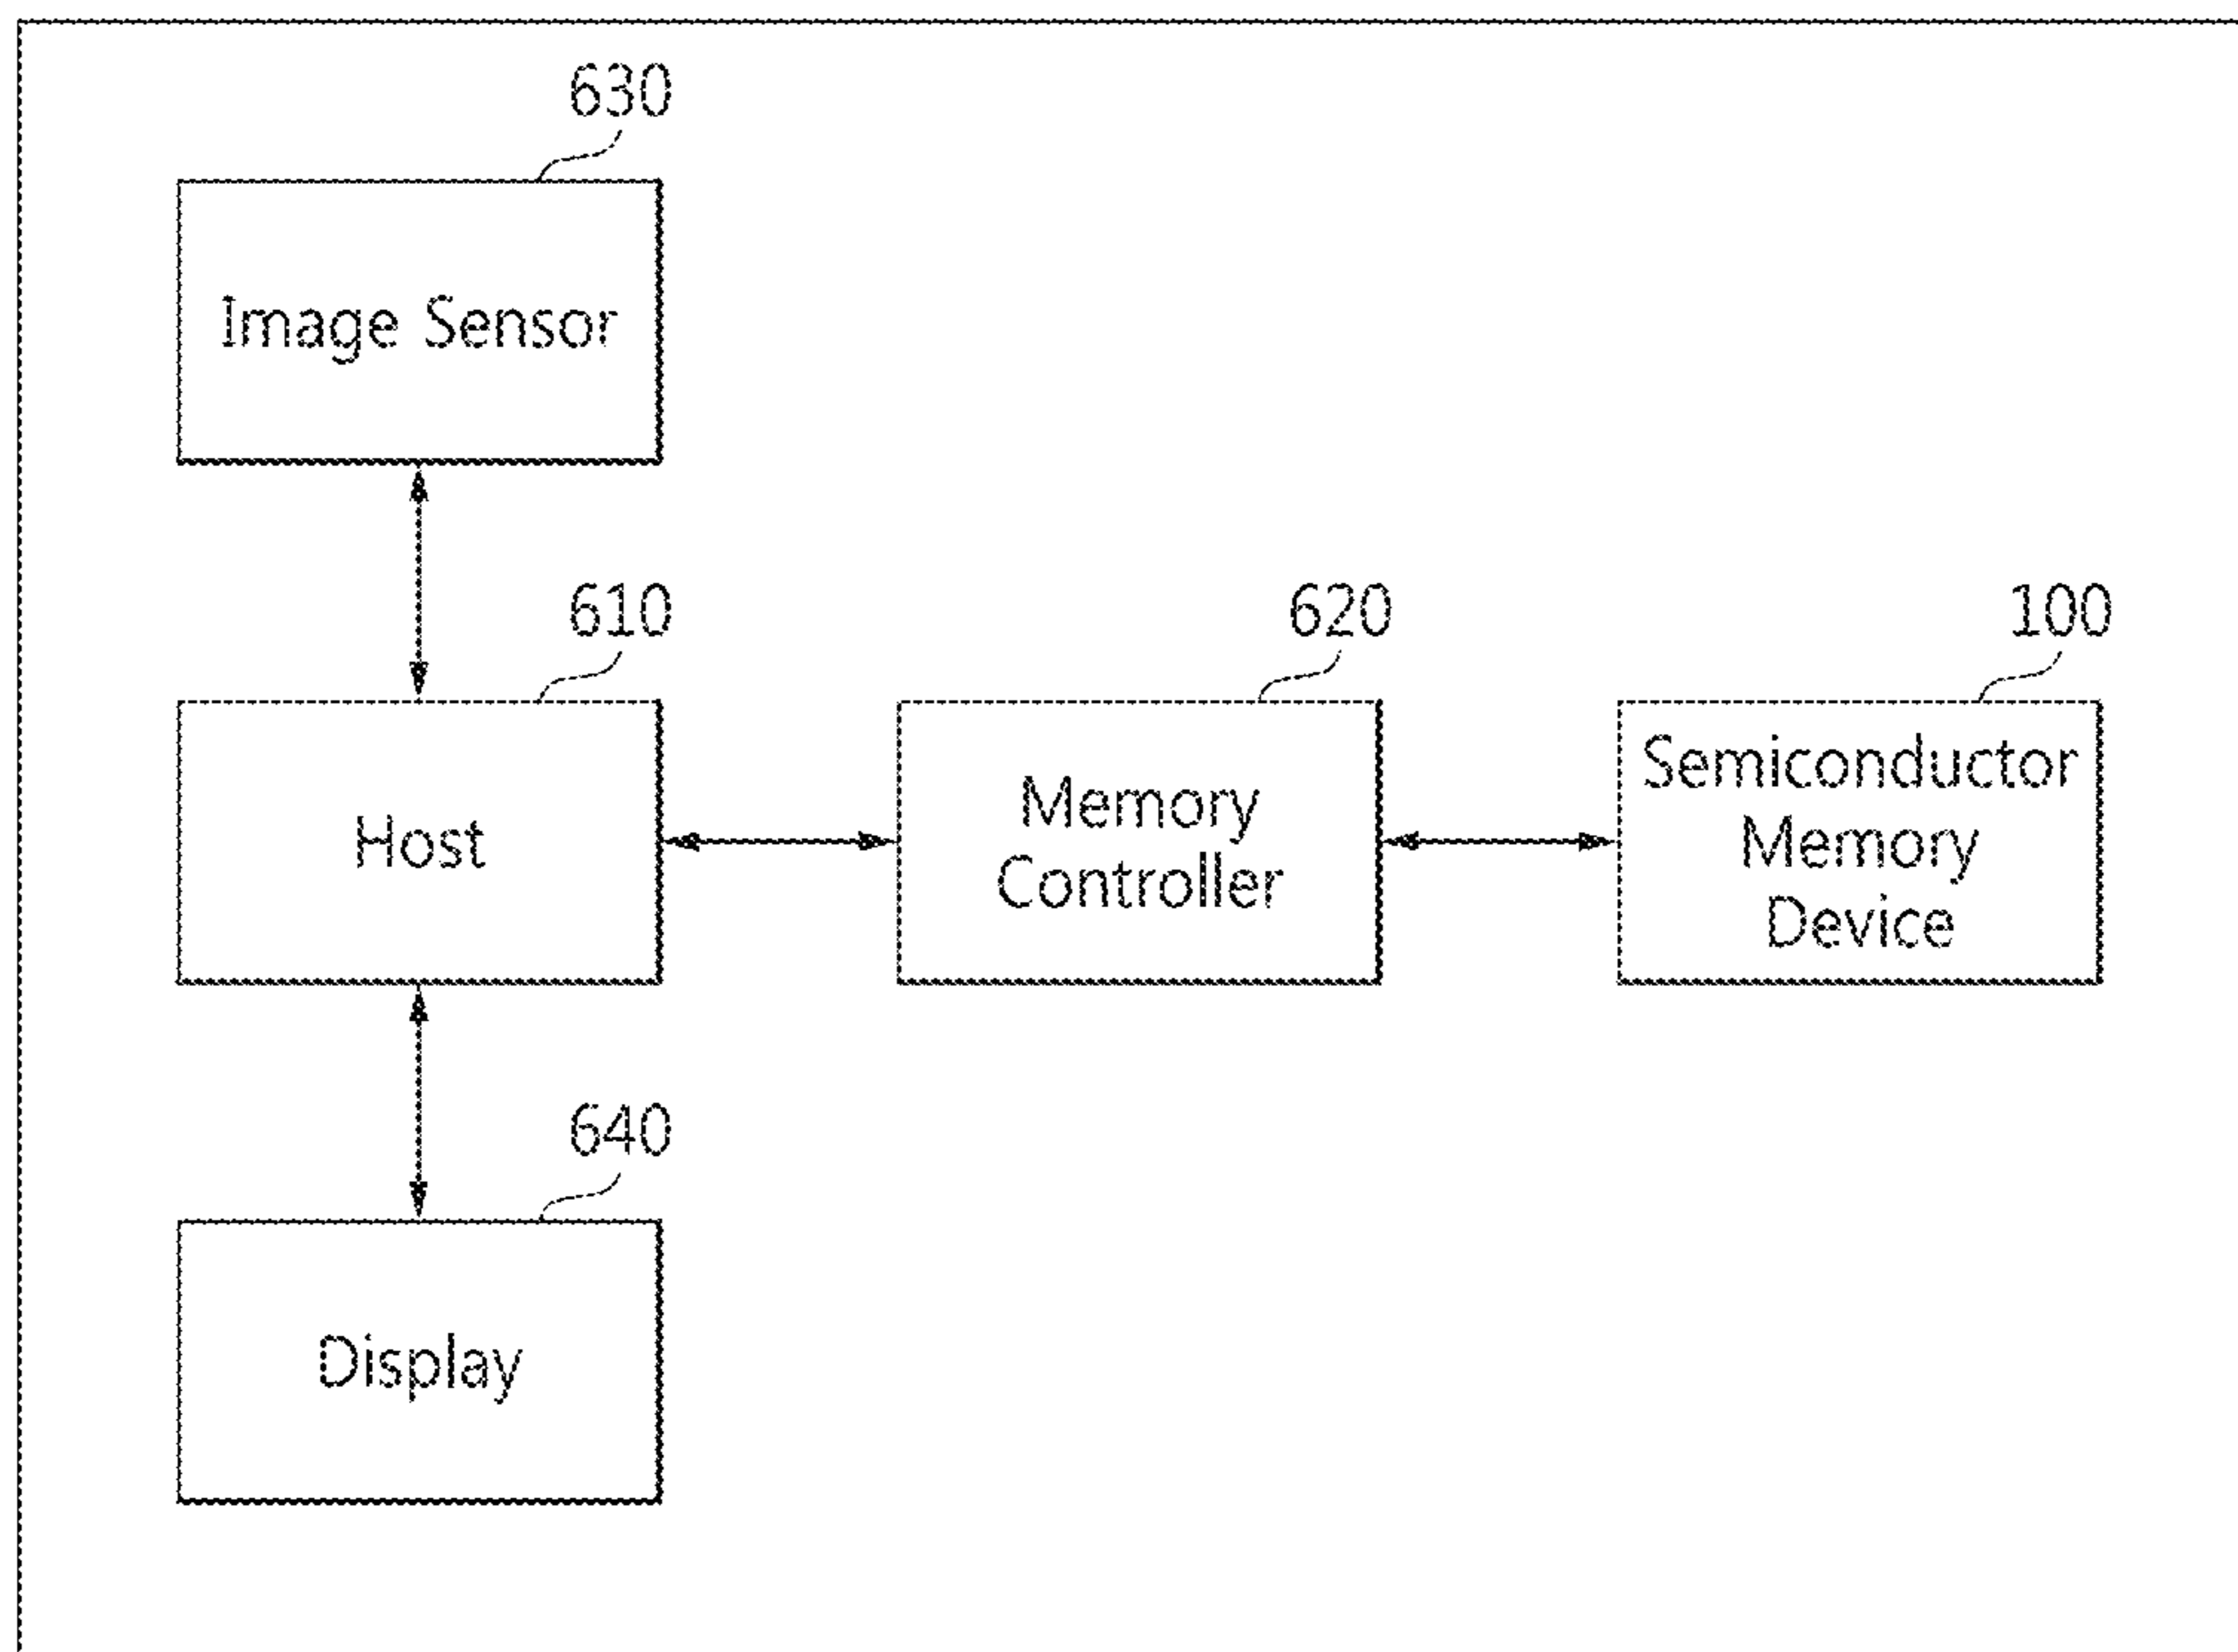 630
Image Sensor
610
Host
620
Memory
Controller
100
Semiconductor
Memory
Device
640
Display